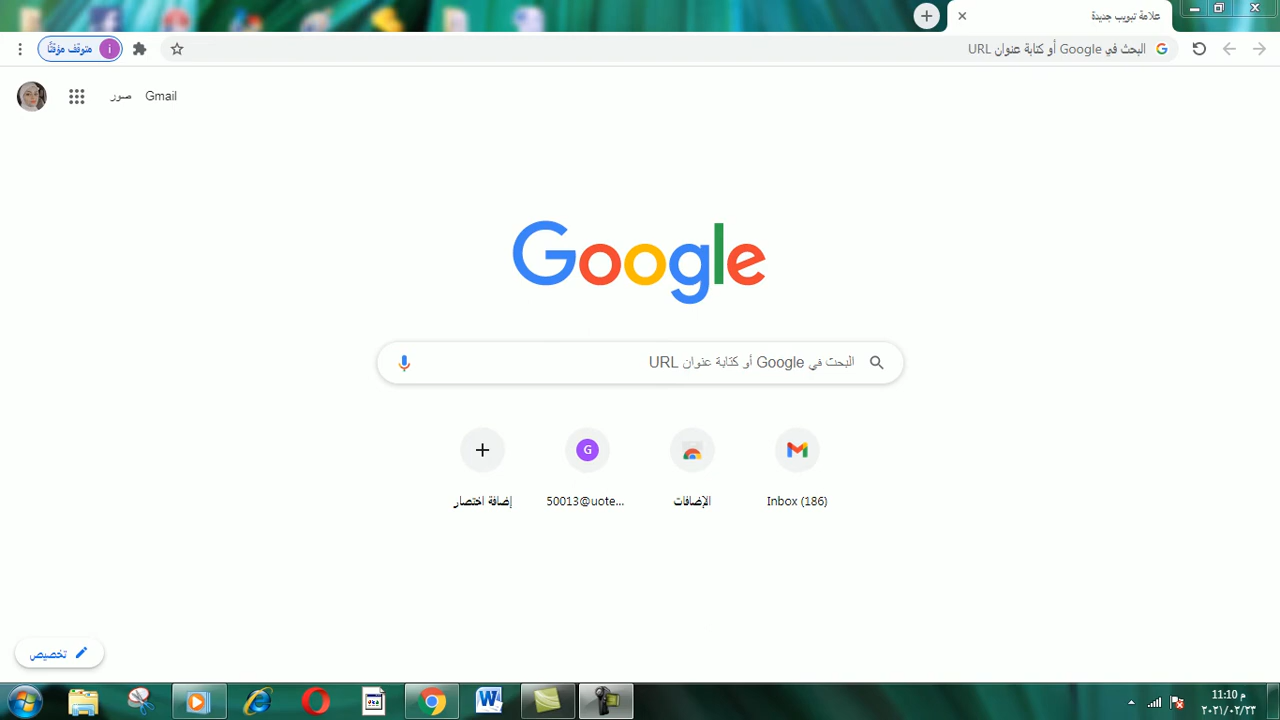 علامة تبويب جديدة
البحث في Google أو كتابة عنوان URL
متوقف مؤقتًا
i
Gmail
صور
Google
البحث في Google أو كتابة عنوان URL
Inbox (186)
الإضافات
G
50013@uote...
إضافة اختصار
تخصيص
11:10 م
٢٠٢١/٠٢/٢٣